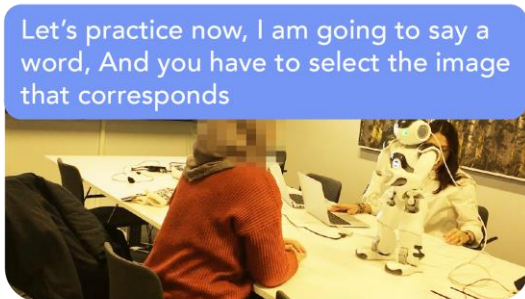 Let's practice now, I am going to say a
word, And you have to select the image
that corresponds